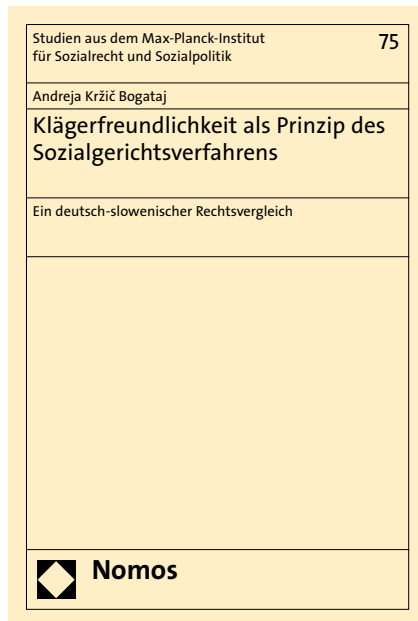 Studien aus dem Max-Planck-Institut
für Sozialrecht und Sozialpolitik
75
Andreja Kržič Bogataj
Klägerfreundlichkeit als Prinzip des
Sozialgerichtsverfahrens
Ein deutsch-slowenischer Rechtsvergleich
Nomos